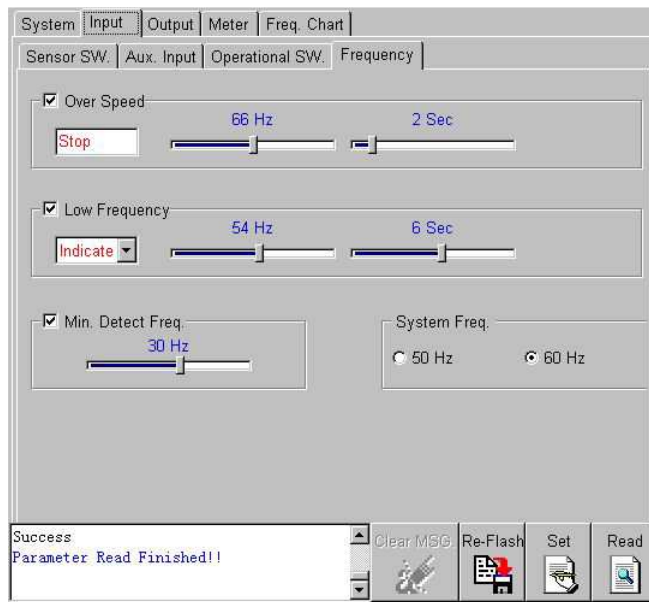 System Input Output Meter Freq. Chart
Sensor SW. Aux. Input Operational SW. Frequency
Over Speed
66 Hz 2 Sec
Stop
Low Frequency
54 Hz 6 Sec
Indicate
Min. Detect Freq. System Freq.
30 Hz
50 Hz 60 Hz
Success
Parameter Read Finished!!
Clear MSG. Re-Flash Set Read